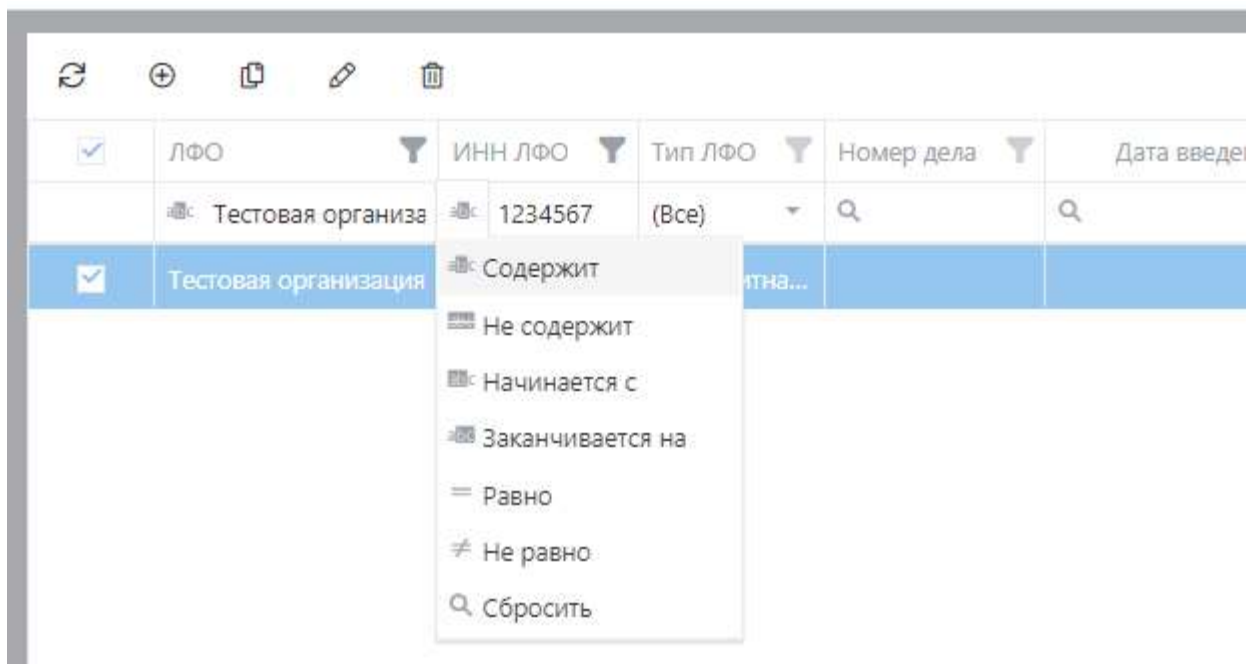 ЛФО ИНН ЛФО Тип ЛФО Номер дела Дата введе
Тестовая организа 1234567 (Все)
Тестовая организация итна...
Содержит
Не содержит
Начинается с
Заканчивается на
Равно
Не равно
Сбросить